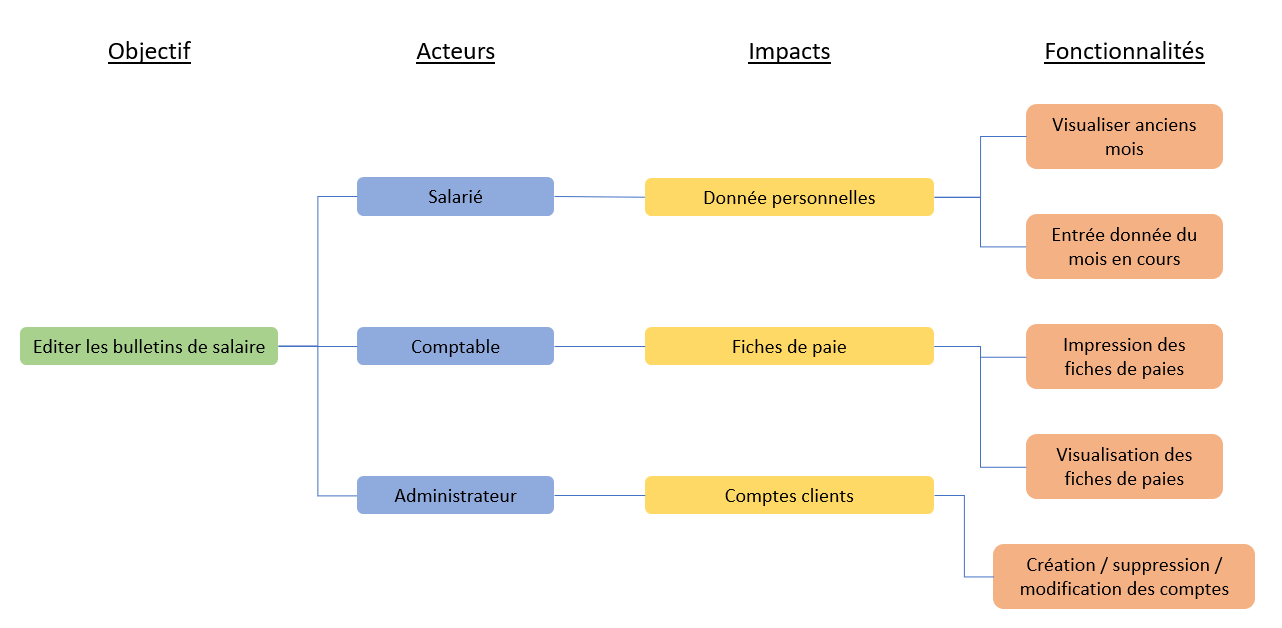 Objectif
Acteurs
Impacts
Fonctionnalités
Visualiser anciens
mois
Salarié
Donnée personnelles
Entrée donnée du
mois en cours
Editer les bulletins de salaire
Comptable
Fiches de paie
Impression des
fiches de paies
Visualisation des
fiches de paies
Administrateur
Comptes clients
Création / suppression /
modification des comptes